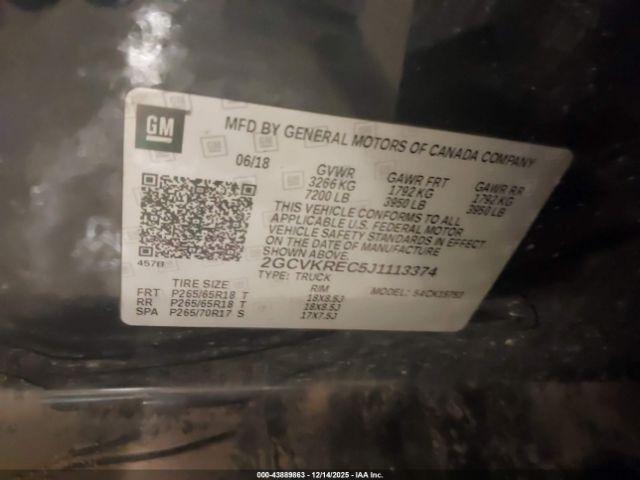 GM
MFD BY GENERAL MOTORS OF CANADA COMPANY
06/18
GVWR GAWR FRT GAWR RR
3266 KG 1792 KG 1792 KG
7200 LB 3950 LB 3950 LB
THIS VEHICLE CONFORMS TO ALL
APPLICABLE U.S. FEDERAL MOTOR
VEHICLE SAFETY STANDARDS IN EFFECT
ON THE DATE OF MANUFACTURE
SHOWN ABOVE.
457B
2GCVKREC5J1113374
TYPE: TRUCK
MODEL: 54CK15753
TIRE SIZE RIM
FRT P265/65R18 T 18X8.5J
RR P265/65R18 T 18X8.5J
SPA P265/70R17 S 17X7.5J
000-43889863 - 12/14/2025 - IAA Inc.